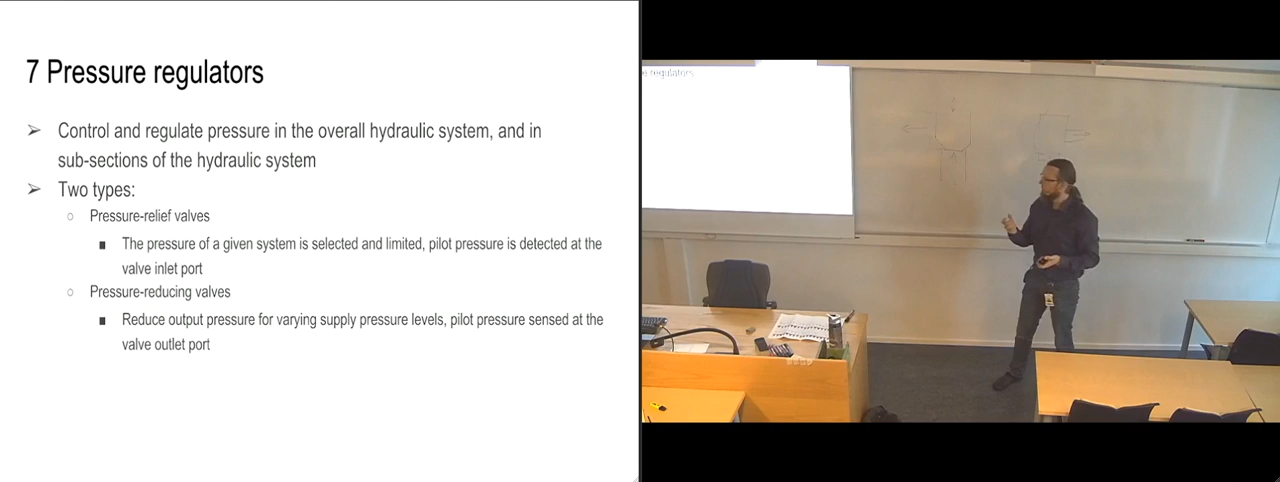 7 Pressure regulators
➢ Control and regulate pressure in the overall hydraulic system, and in
sub-sections of the hydraulic system
➢ Two types:
○ Pressure-relief valves
■ The pressure of a given system is selected and limited, pilot pressure is detected at the
valve inlet port
○ Pressure-reducing valves
■ Reduce output pressure for varying supply pressure levels, pilot pressure sensed at the
valve outlet port
e regulators